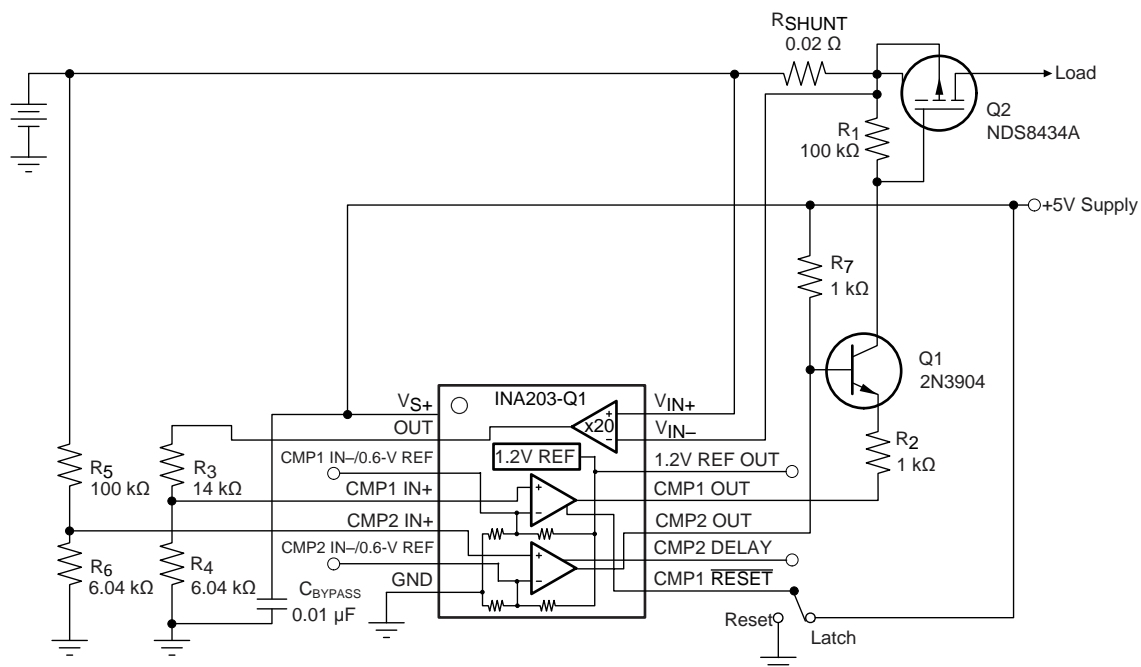 RSHUNT
0.02 Ω
Load
Q2
NDS8434A
R1
100 kΩ
+5V Supply
R7
1 kΩ
Q1
2N3904
INA203-Q1
VS+
VIN+
OUT
x20
VIN–
R2
1 kΩ
CMP1 IN–/0.6-V REF
1.2V REF
1.2V REF OUT
R5
100 kΩ
R3
14 kΩ
CMP1 IN+
CMP1 OUT
CMP2 IN+
CMP2 OUT
CMP2 IN–/0.6-V REF
CMP2 DELAY
R6
6.04 kΩ
R4
6.04 kΩ
GND
CMP1 RESET
CBYPASS
0.01 µF
Reset
Latch